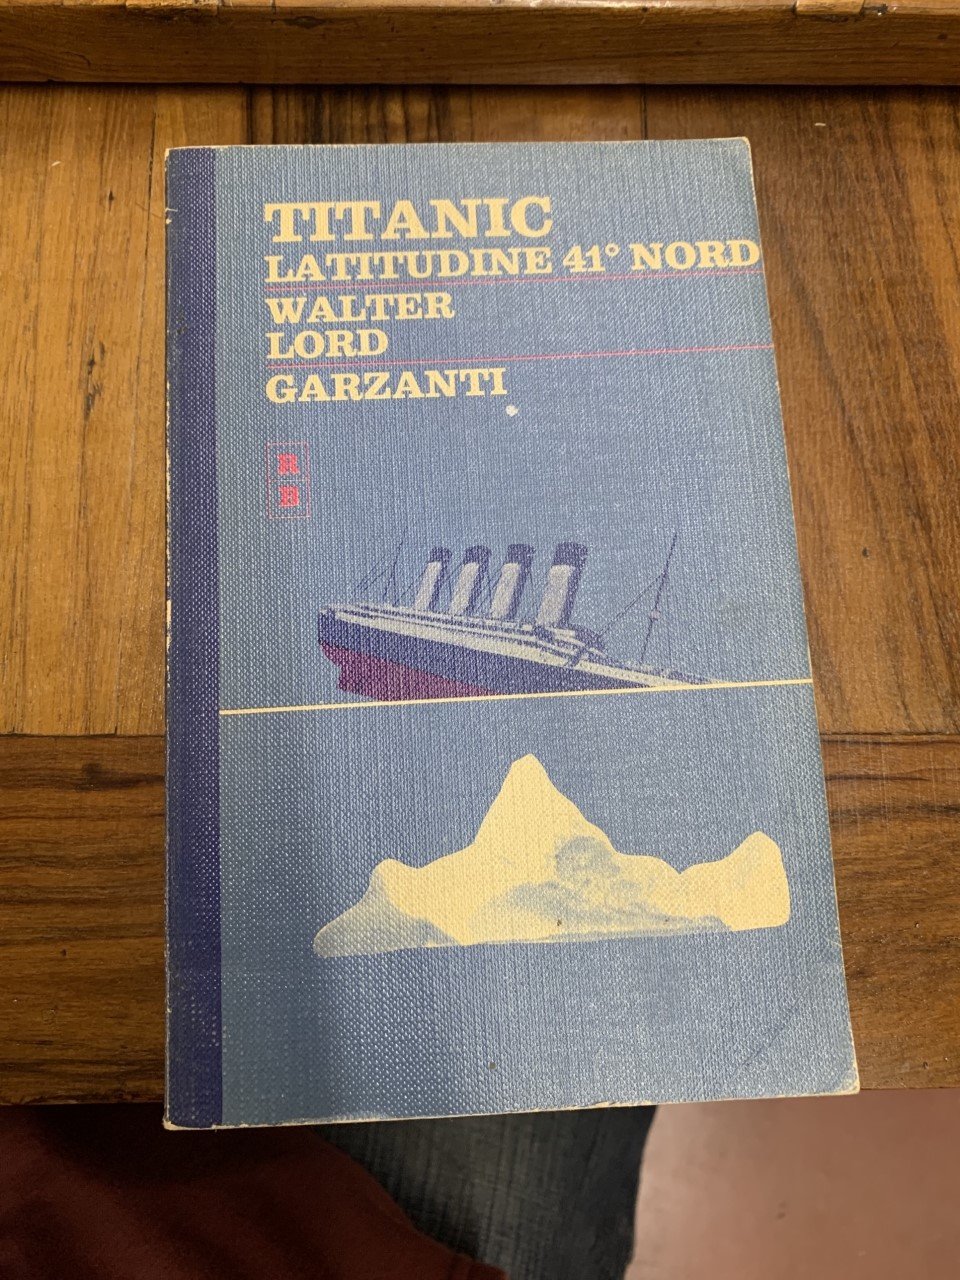 TITANIC
LATITUDINE 41° NORD
WALTER
LORD
GARZANTI
R
B